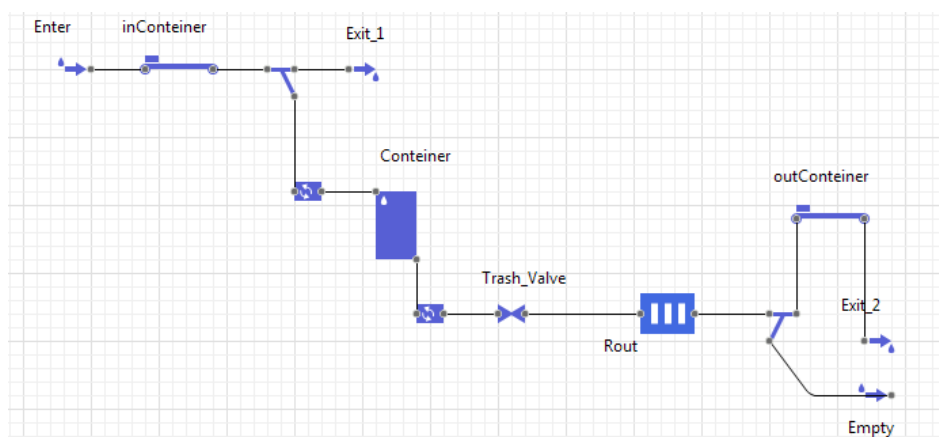 Enter
inConteiner
Exit_1
Conteiner
outConteiner
Trash_Valve
Exit_2
Rout
Empty